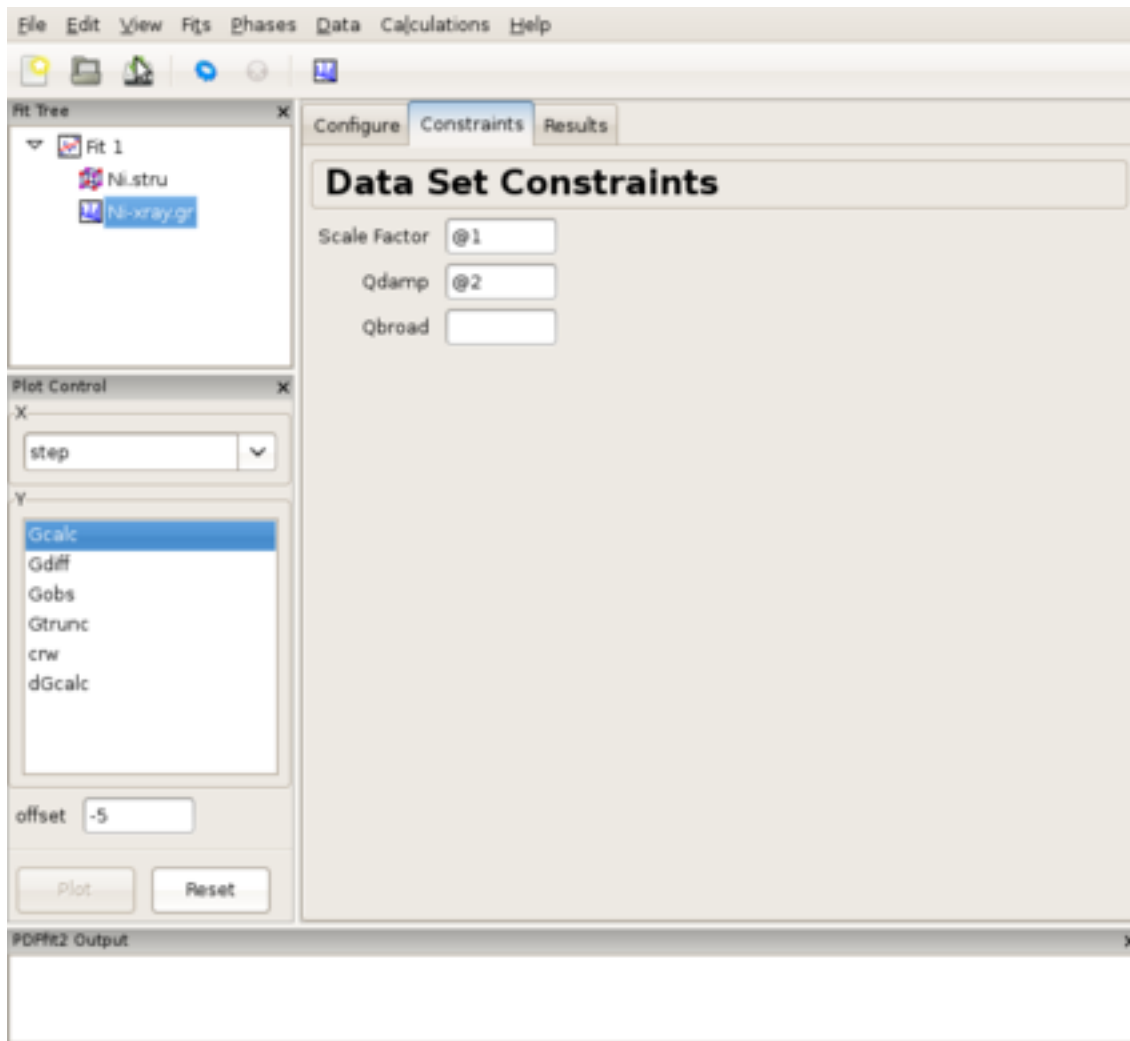 File Edit View Fits Phases Data Calculations Help
Fit Tree
Fit 1
Ni.stru
Ni-xray.gr
Configure Constraints Results
Data Set Constraints
Scale Factor @1
Qdamp @2
Qbroad
Plot Control
X
step
Y
Gcalc
Gdiff
Gobs
Gtrunc
crw
dGcalc
offset -5
Plot Reset
PDFfit2 Output